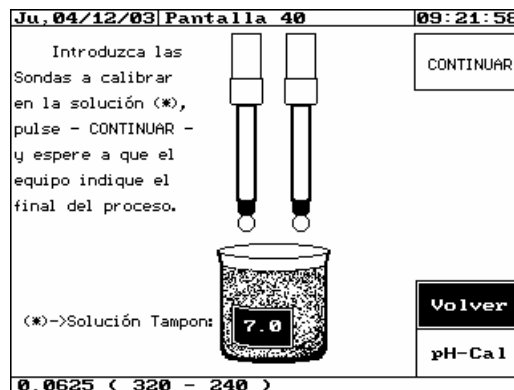 Ju,04/12/03 Pantalla 40 09:21:58
Introduzca las
Sondas a calibrar
en la solución (*),
pulse - CONTINUAR -
y espere a que el
equipo indique el
final del proceso.
CONTINUAR
(*)->Solución Tampon:
7.0
Volver
pH-Cal
0.0625 ( 320 - 240 )